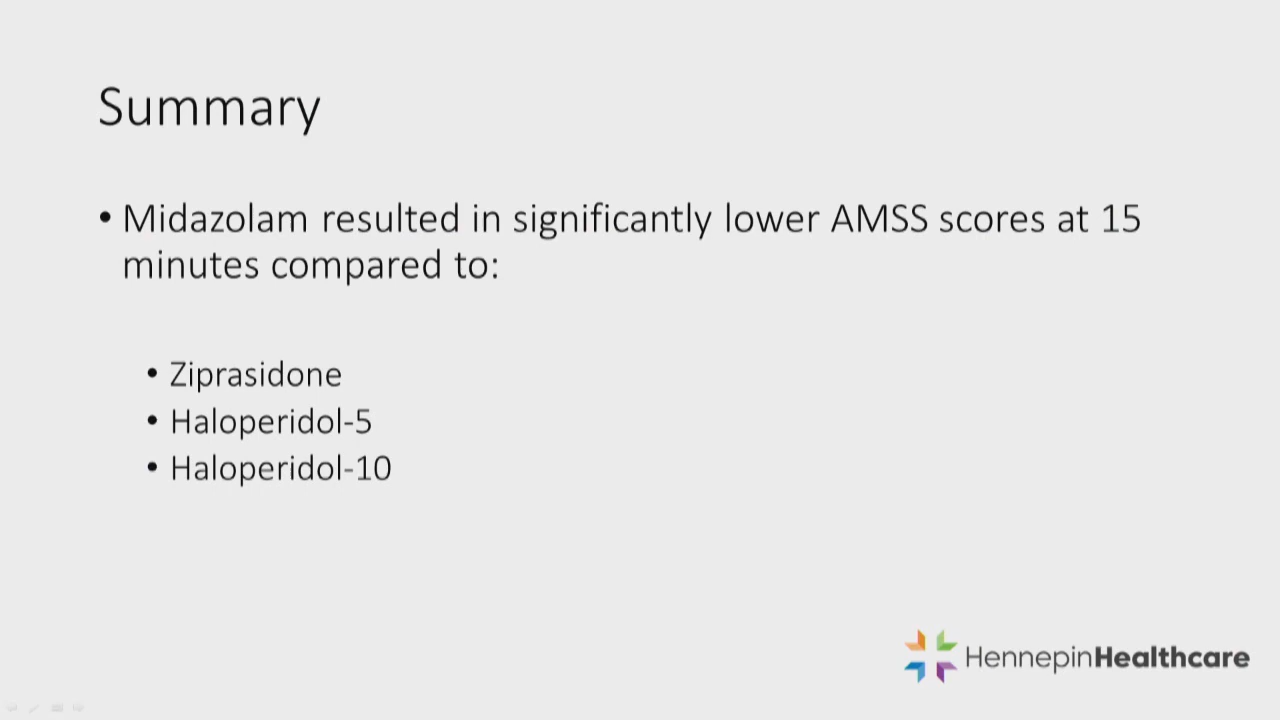 Summary
• Midazolam resulted in significantly lower AMSS scores at 15
minutes compared to:
• Ziprasidone
• Haloperidol-5
• Haloperidol-10
HennepinHealthcare